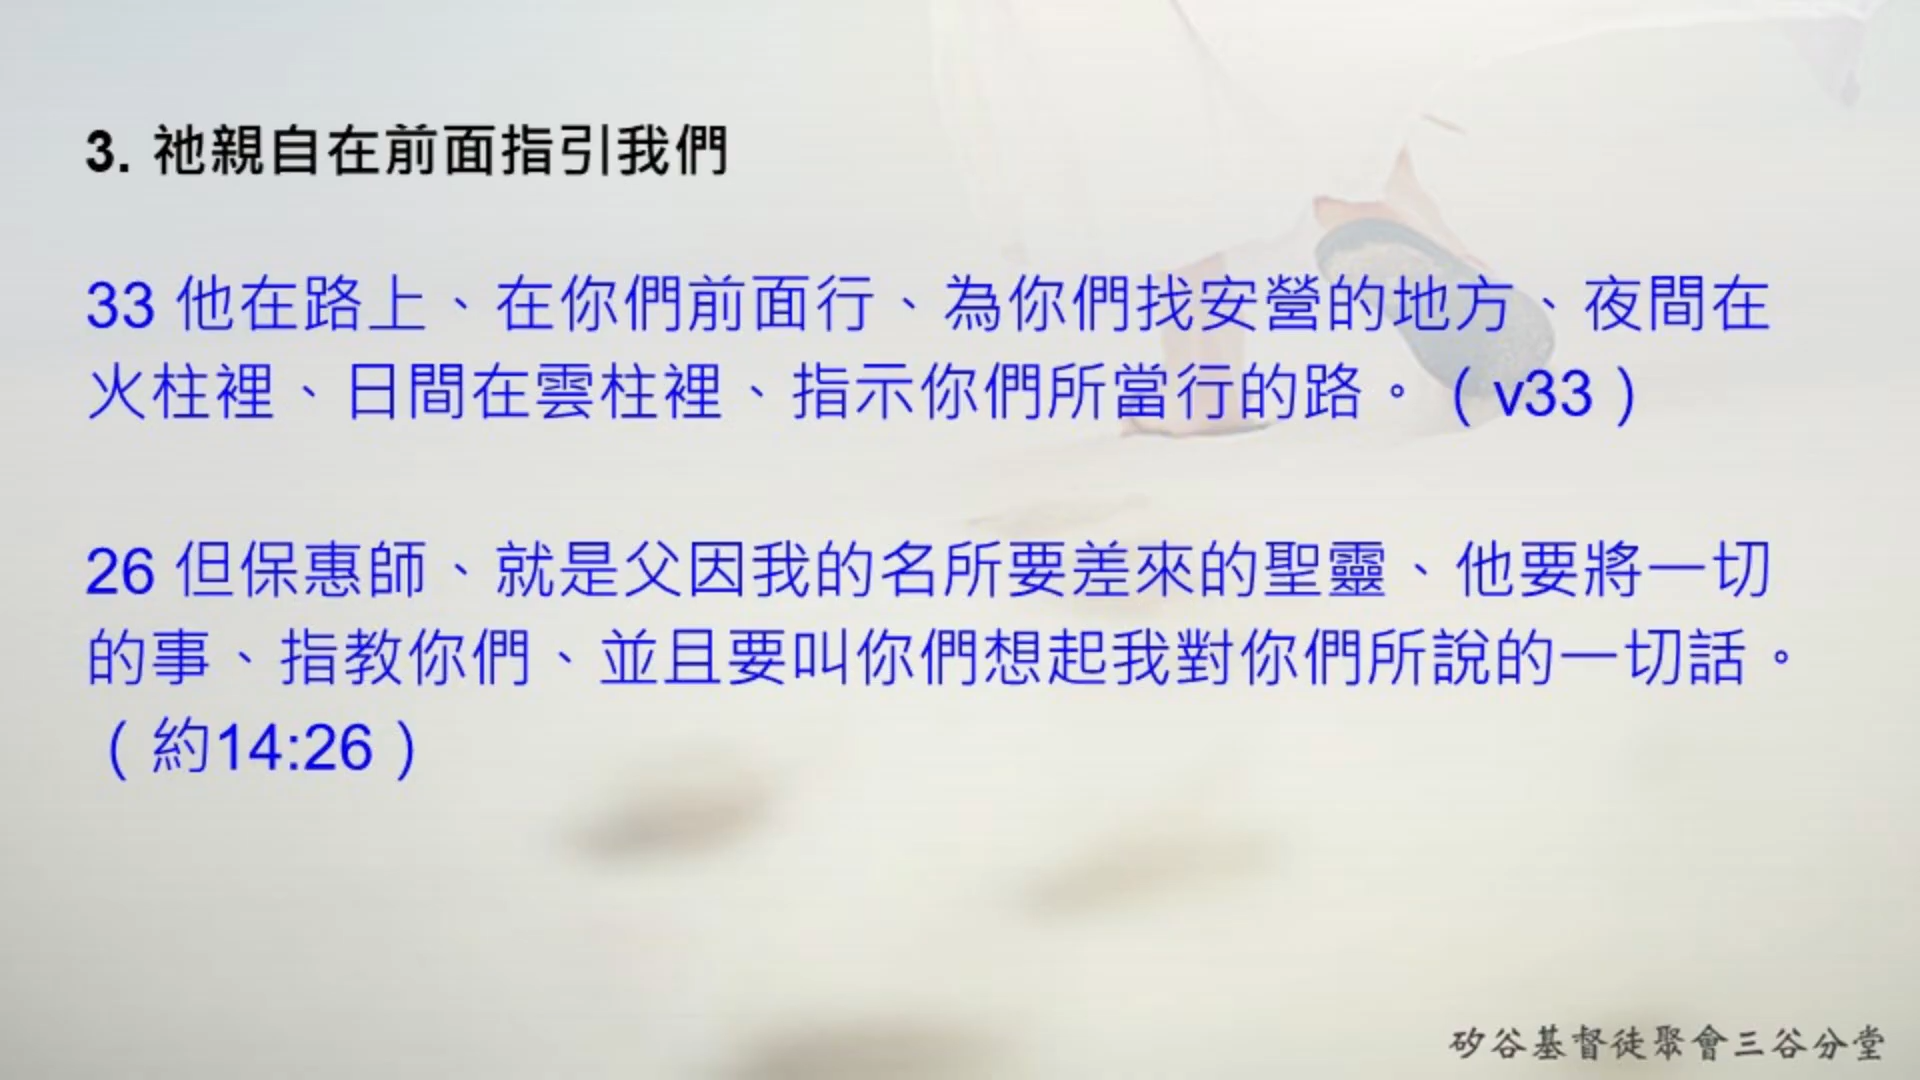 3. 祂親自在前面指引我們
33 他在路上、在你們前面行、為你們找安營的地方、夜間在
火柱裡、日間在雲柱裡、指示你們所當行的路。（v33）
26 但保惠師、就是父因我的名所要差來的聖靈、他要將一切
的事、指教你們、並且要叫你們想起我對你們所說的一切話。
（約14:26）
矽谷基督徒聚會三谷分堂